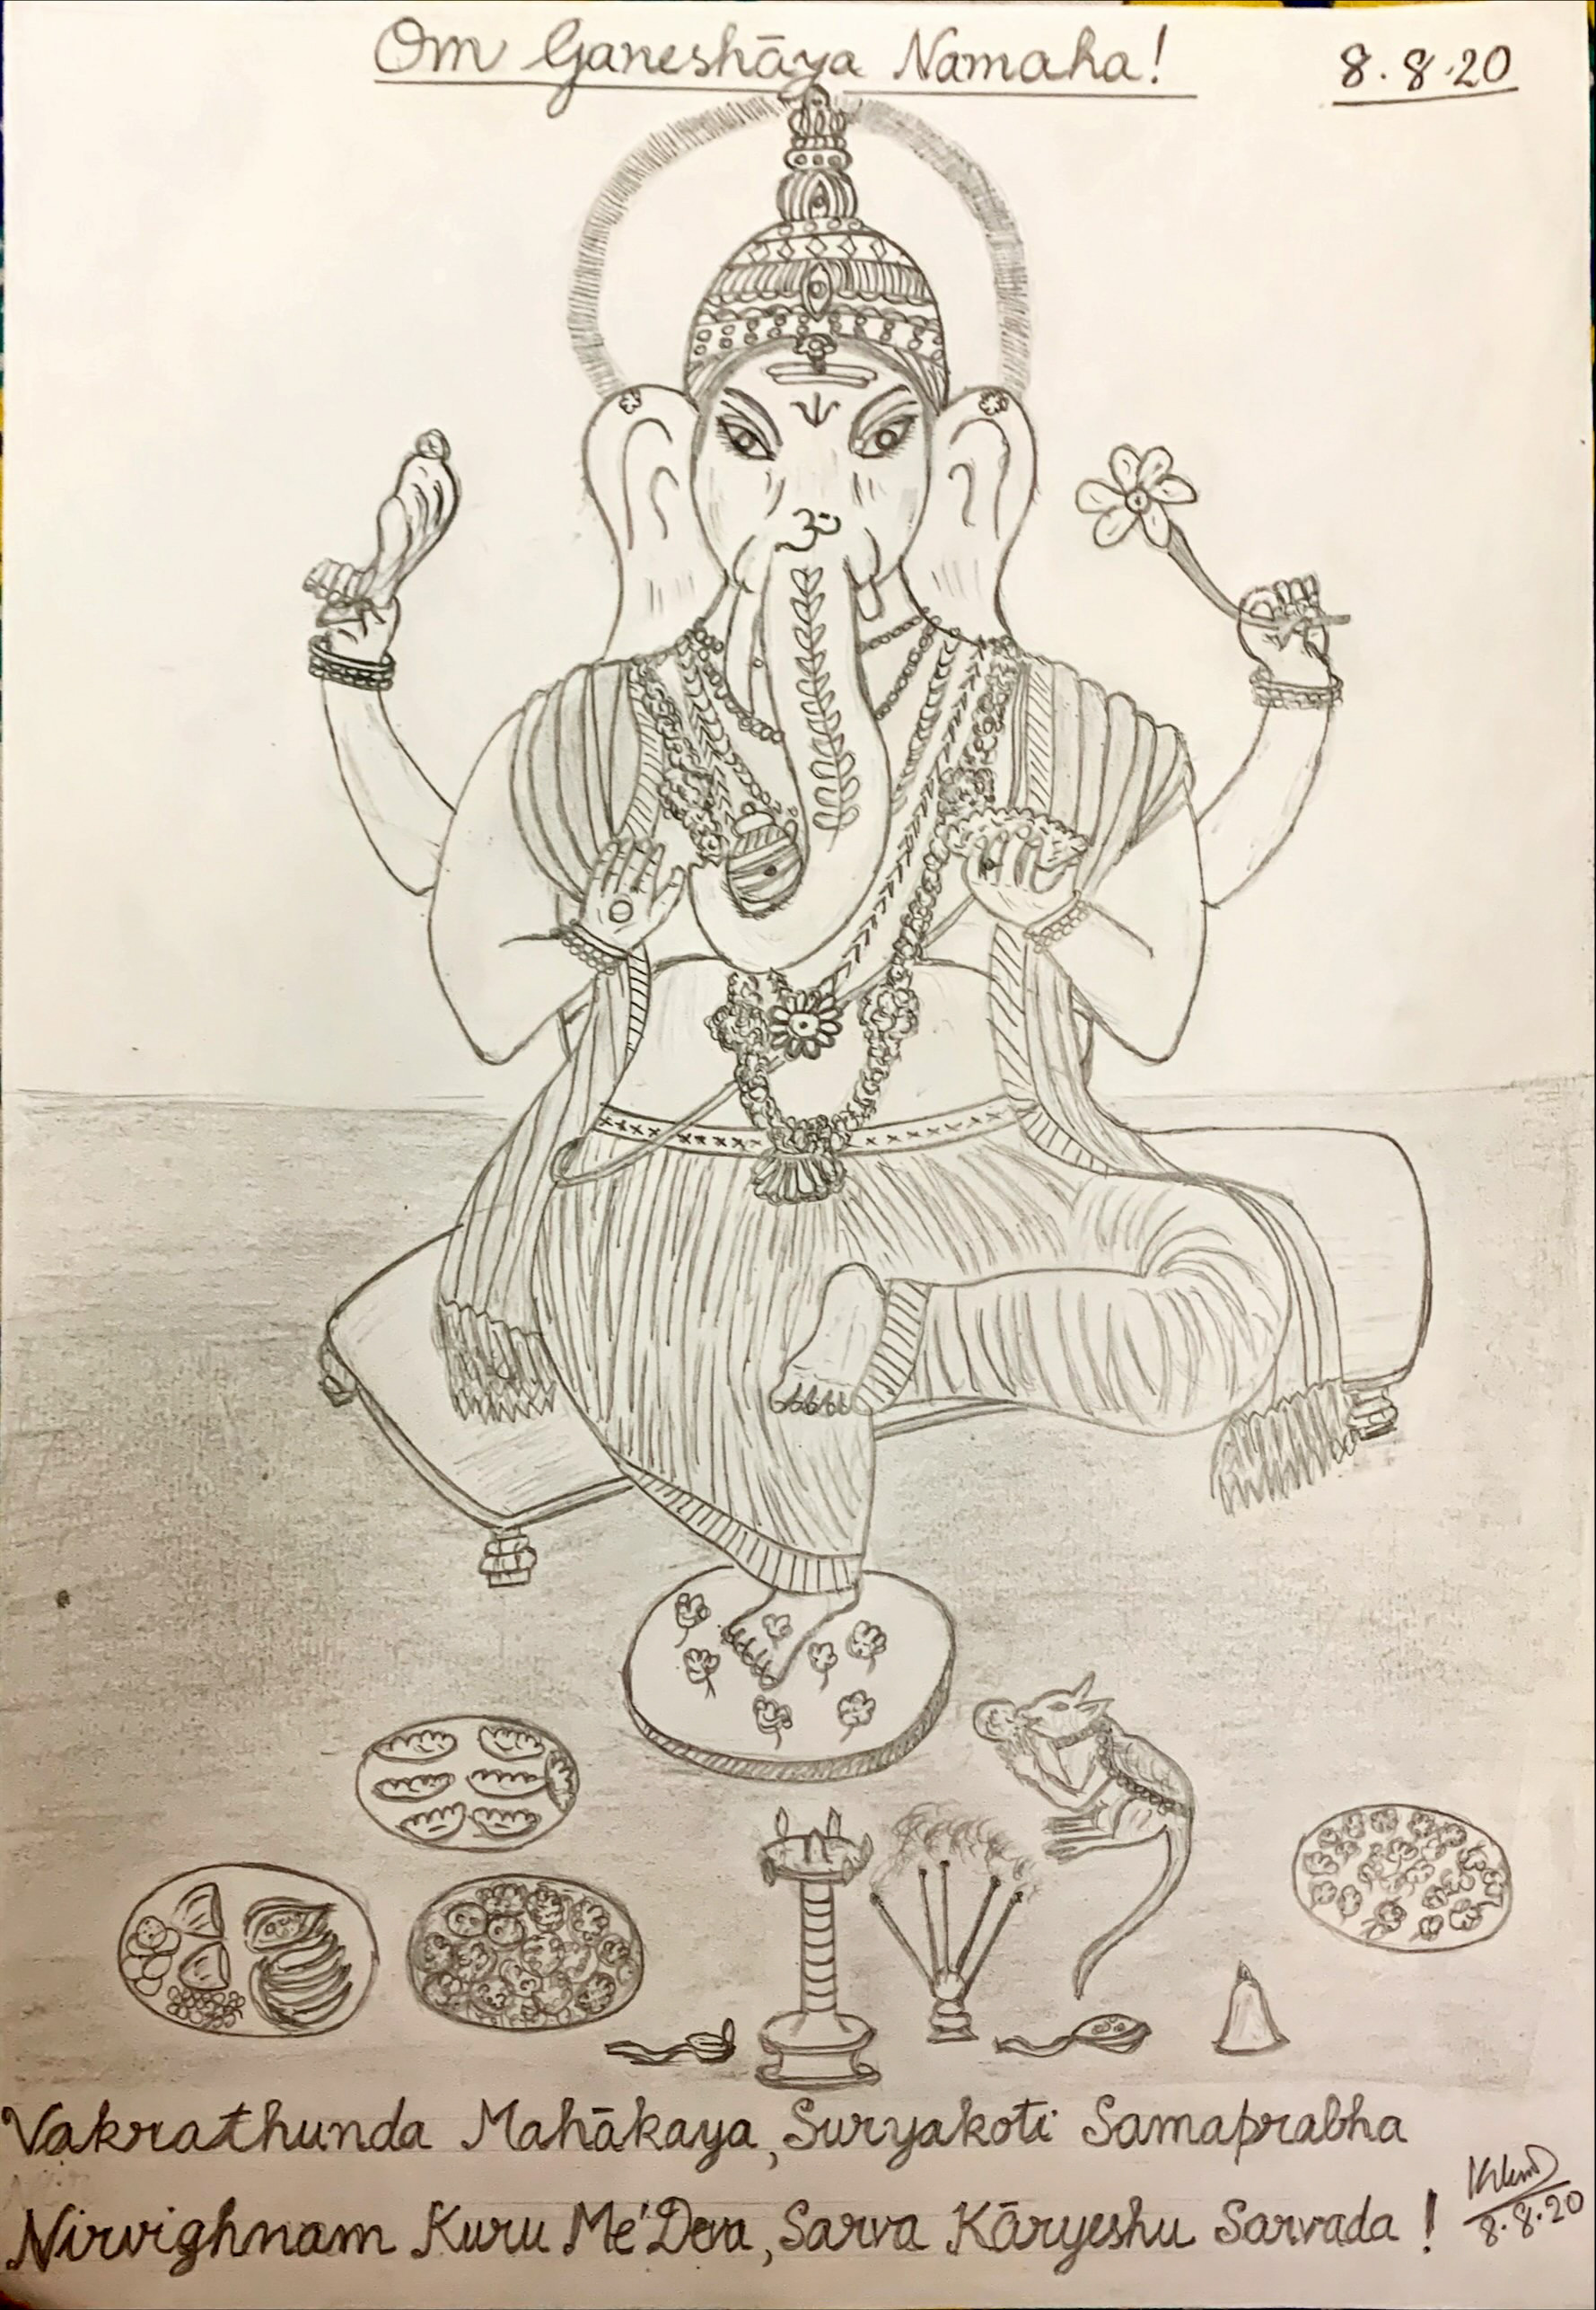 Om Ganeshāya Namaha!
8.8.20
ॐ
Vakrathunda Mahākaya, Suryakoti Samaprabha
Nirvighnam Kuru Me' Deva, Sarva Kāryeshu Sarvada !
8.8.20